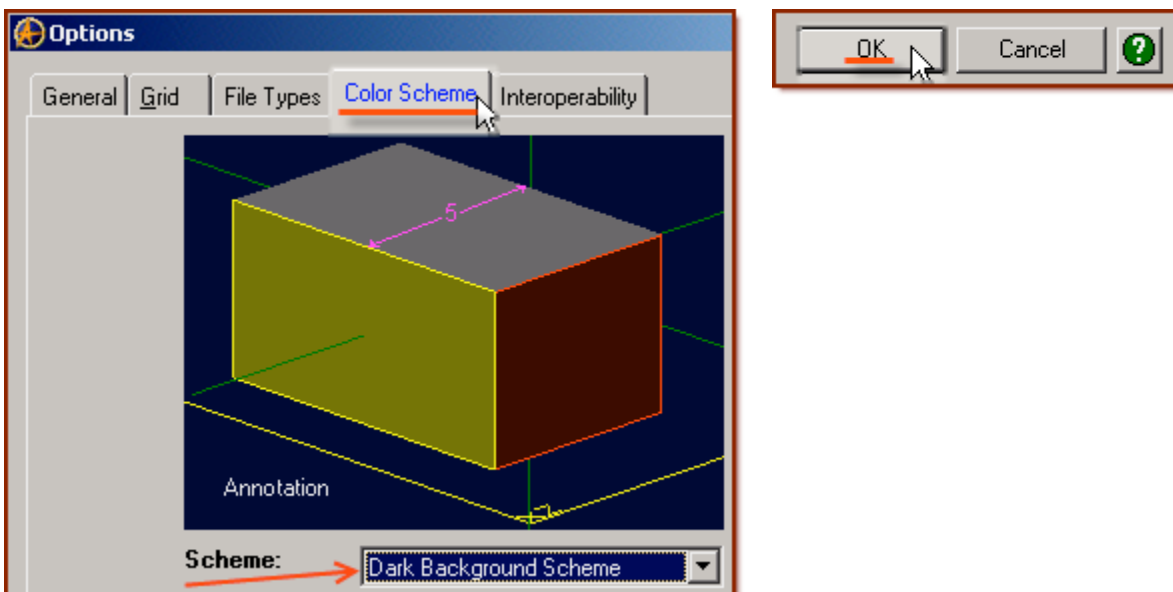 Options
OK Cancel ?
General Grid File Types Color Scheme Interoperability
5
Annotation
Scheme: Dark Background Scheme